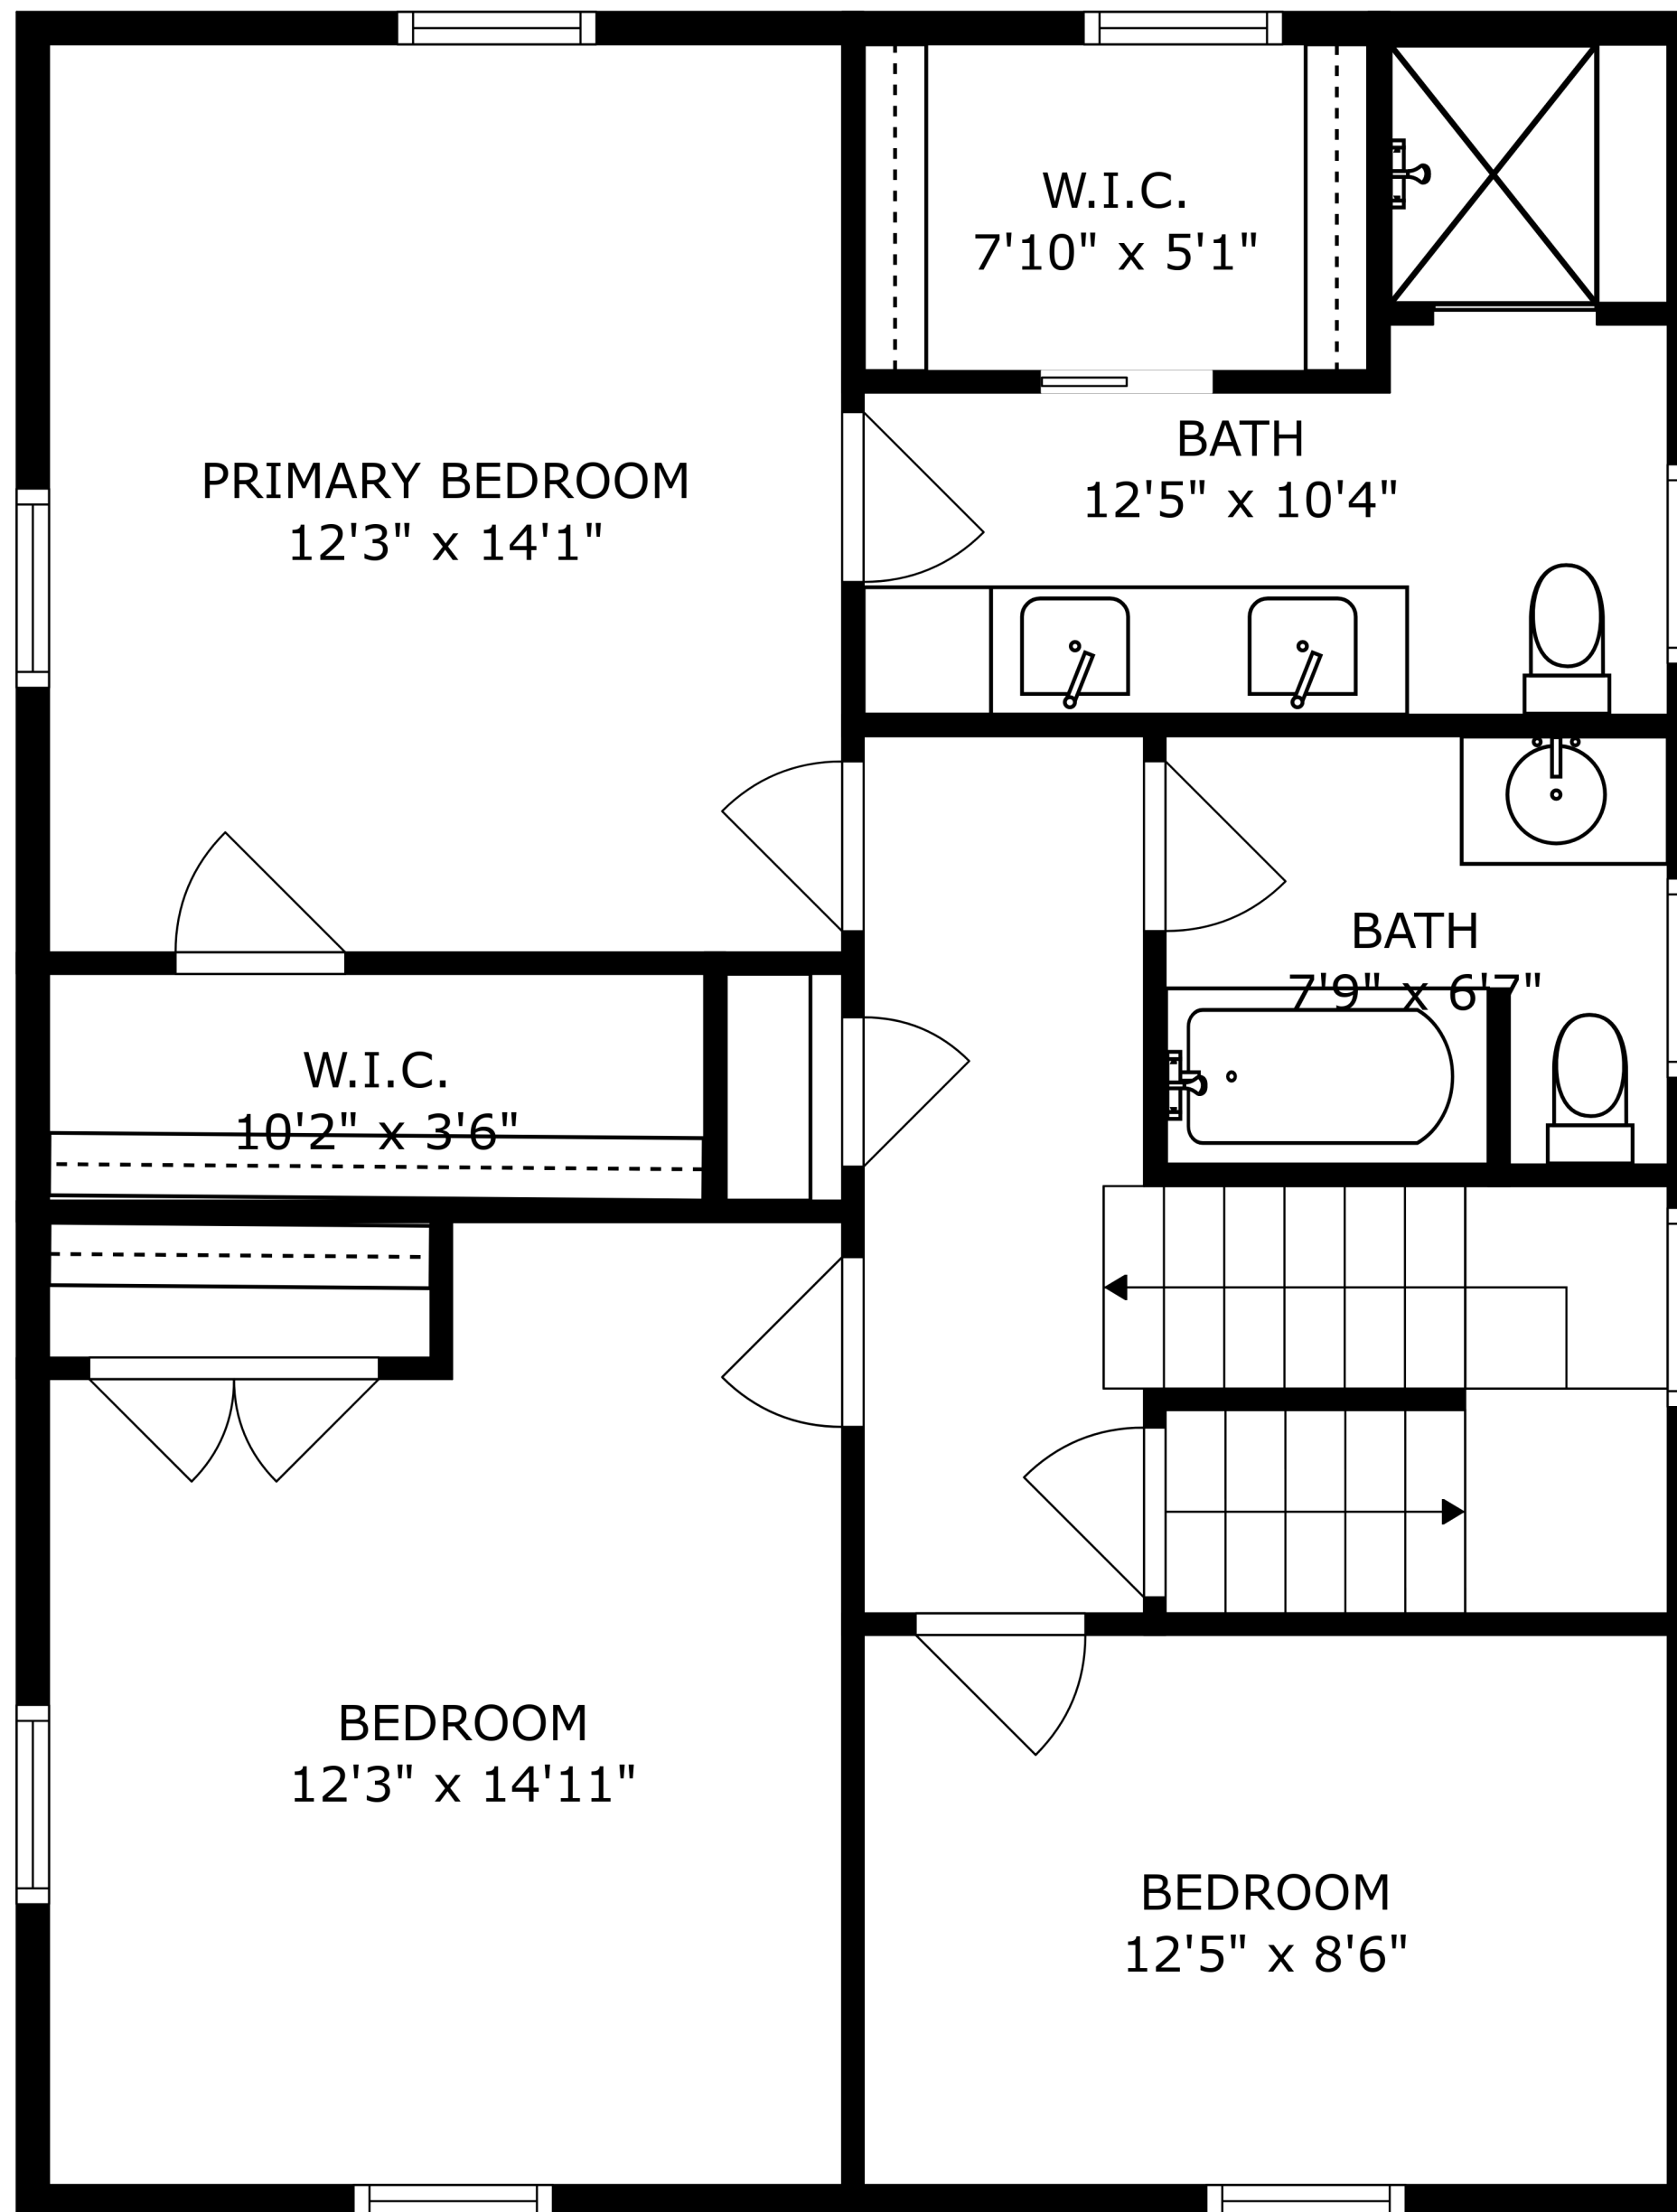 W.I.C.
7'10" x 5'1"
BATH
12'5" x 10'4"
PRIMARY BEDROOM
12'3" x 14'1"
BATH
7'9" x 6'7"
W.I.C.
10'2" x 3'6"
BEDROOM
12'3" x 14'11"
BEDROOM
12'5" x 8'6"